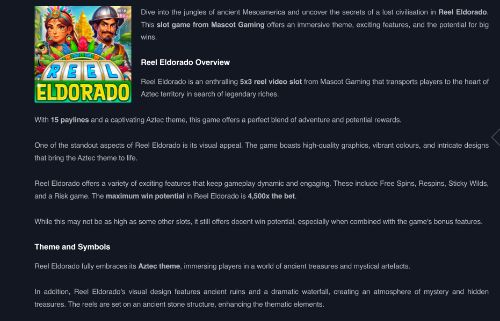 REEL
ELDORADO
Dive into the jungles of ancient Mesoamerica and uncover the secrets of a lost civilisation in Reel Eldorado.
This slot game from Mascot Gaming offers an immersive theme, exciting features, and the potential for big
wins.
Reel Eldorado Overview
Reel Eldorado is an enthralling 5x3 reel video slot from Mascot Gaming that transports players to the heart of
Aztec territory in search of legendary riches.
With 15 paylines and a captivating Aztec theme, this game offers a perfect blend of adventure and potential rewards.
One of the standout aspects of Reel Eldorado is its visual appeal. The game boasts high-quality graphics, vibrant colours, and intricate designs
that bring the Aztec theme to life.
Reel Eldorado offers a variety of exciting features that keep gameplay dynamic and engaging. These include Free Spins, Respins, Sticky Wilds,
and a Risk game. The maximum win potential in Reel Eldorado is 4,500x the bet.
While this may not be as high as some other slots, it still offers decent win potential, especially when combined with the game's bonus features.
Theme and Symbols
Reel Eldorado fully embraces its Aztec theme, immersing players in a world of ancient treasures and mystical artefacts.
In addition, Reel Eldorado's visual design features ancient ruins and a dramatic waterfall, creating an atmosphere of mystery and hidden
treasures. The reels are set on an ancient stone structure, enhancing the thematic elements.